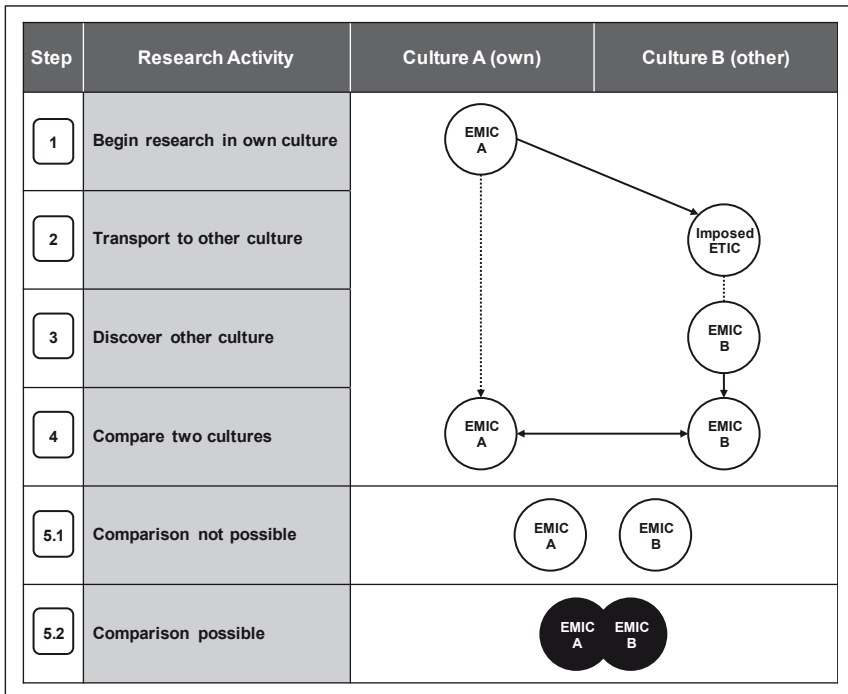 Step Research Activity Culture A (own) Culture B (other)
1 Begin research in own culture
EMIC
A
2 Transport to other culture
Imposed
ETIC
3 Discover other culture
EMIC
B
4 Compare two cultures
EMIC
A
EMIC
B
5.1 Comparison not possible
EMIC
A
EMIC
B
5.2 Comparison possible
EMIC
A
EMIC
B